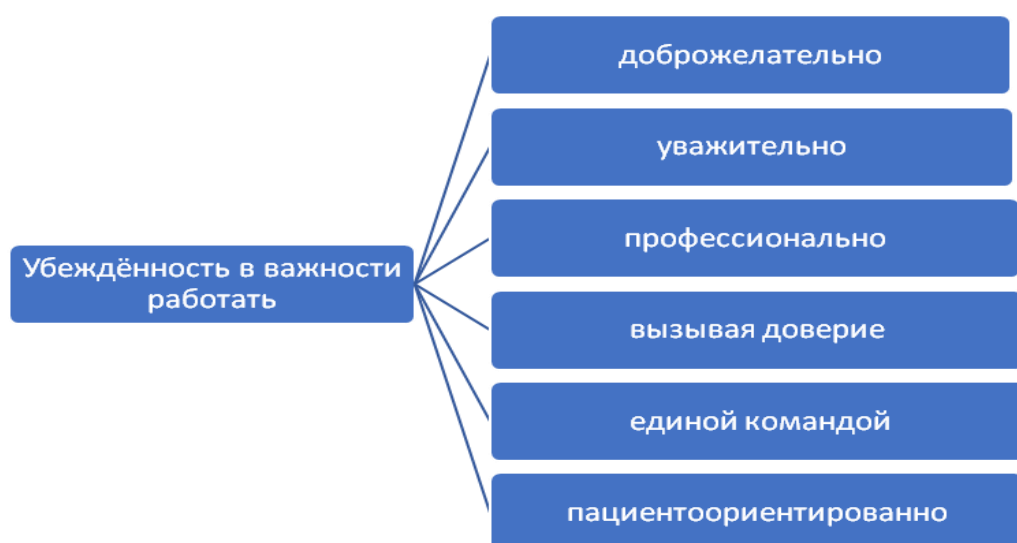 Убеждённость в важности
работать
доброжелательно
уважительно
профессионально
вызывая доверие
единой командой
пациентоориентированно